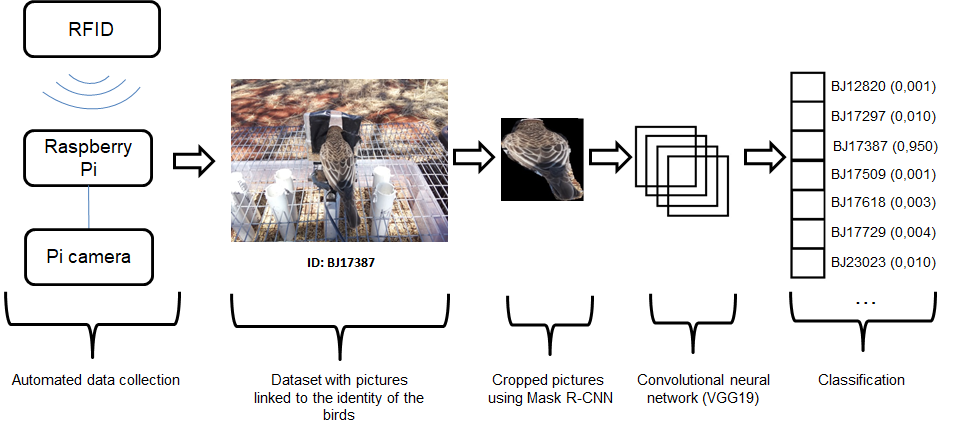 RFID
Raspberry
Pi
Pi camera
ID: BJ17387
BJ12820 (0,001)
BJ17297 (0,010)
BJ17387 (0,950)
BJ17509 (0,001)
BJ17618 (0,003)
BJ17729 (0,004)
BJ23023 (0,010)
...
Automated data collection
Dataset with pictures
linked to the identity of the
birds
Cropped pictures
using Mask R-CNN
Convolutional neural
network (VGG19)
Classification